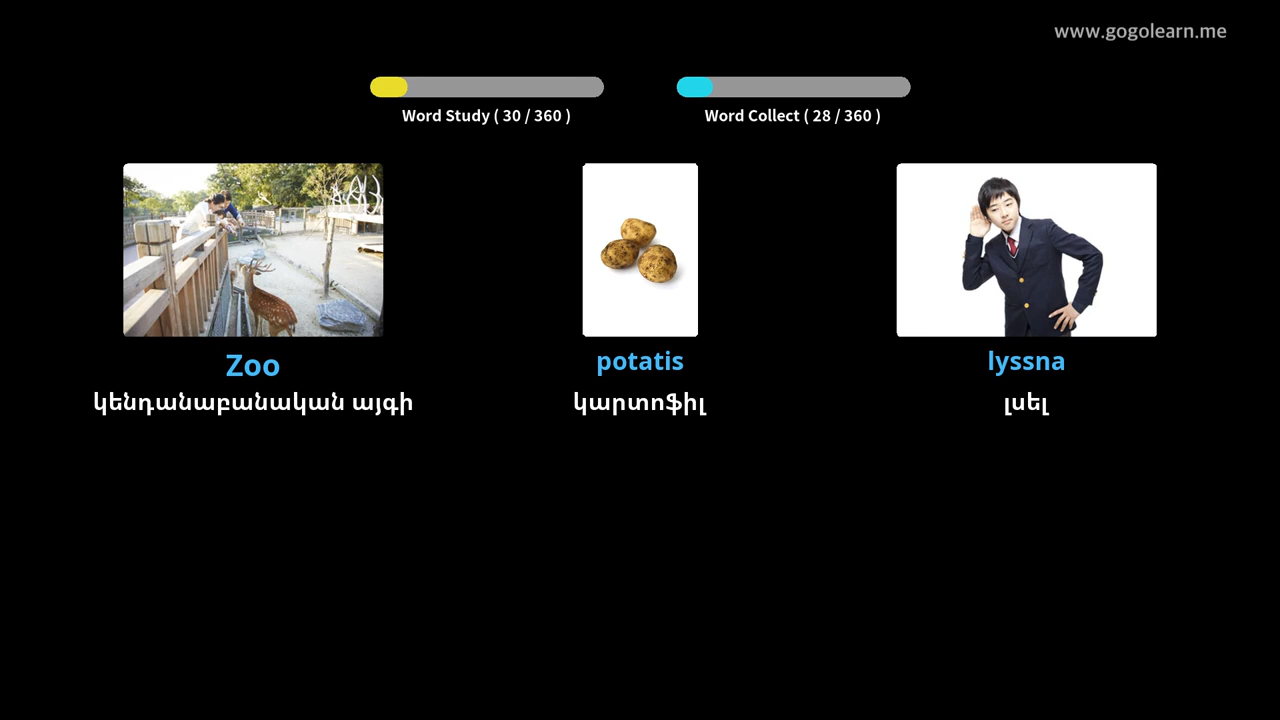 www.gogolearn.me
Word Study ( 30 / 360 )
Word Collect ( 28 / 360 )
Zoo
կենդանաբանական այգի
potatis
կարտոֆիլ
lyssna
լսել